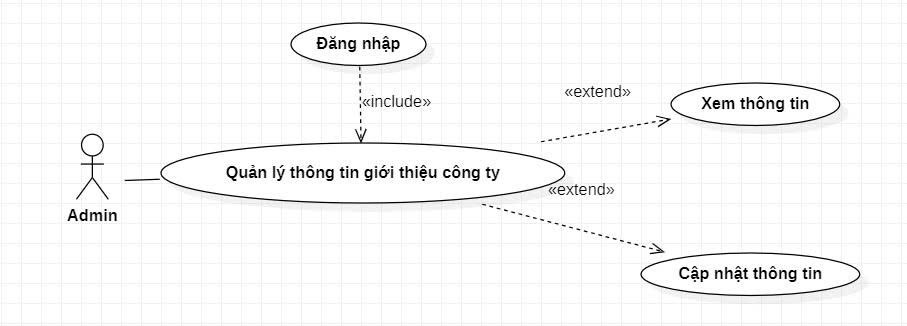 Đăng nhập
«include»
«extend»
Xem thông tin
Quản lý thông tin giới thiệu công ty
«extend»
Admin
Cập nhật thông tin